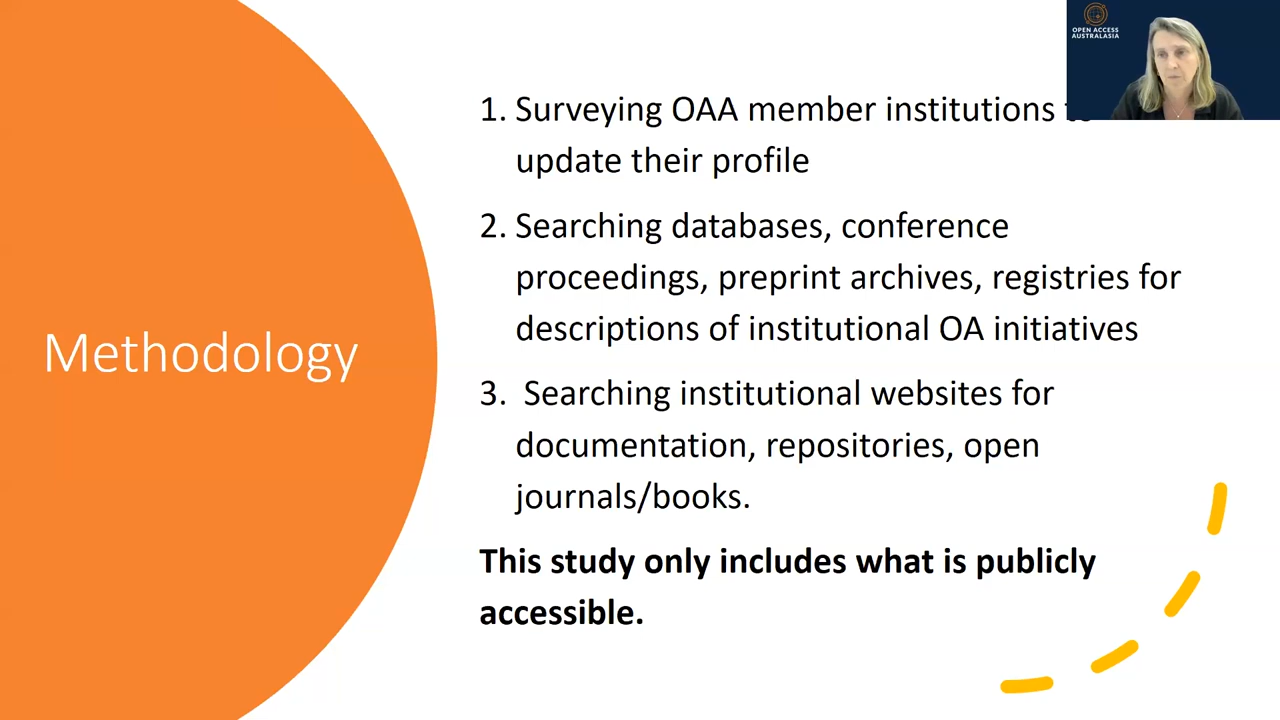 OPEN ACCESS
AUSTRALASIA
1. Surveying OAA member institutions to
update their profile
2. Searching databases, conference
proceedings, preprint archives, registries for
descriptions of institutional OA initiatives
Methodology
3. Searching institutional websites for
documentation, repositories, open
journals/books.
This study only includes what is publicly
accessible.